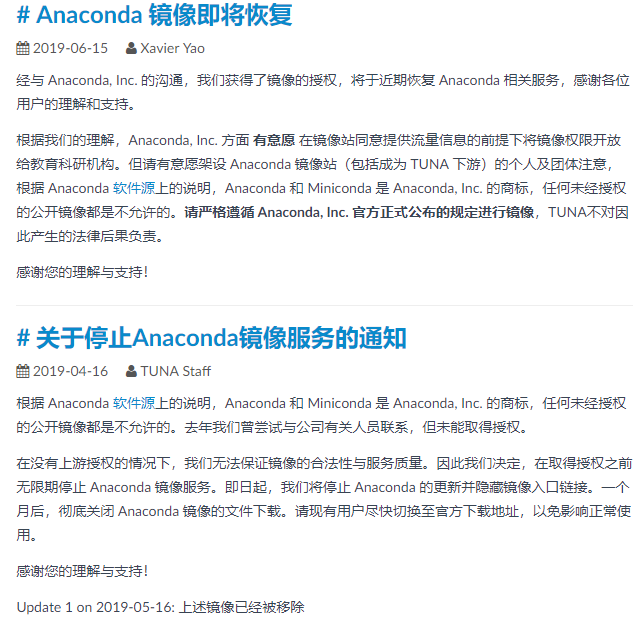 # Anaconda 镜像即将恢复
2019-06-15 Xavier Yao
经与 Anaconda, Inc. 的沟通，我们获得了镜像的授权，将于近期恢复 Anaconda 相关服务，感谢各位
用户的理解和支持。
根据我们的理解，Anaconda, Inc. 方面 有意愿 在镜像站同意提供流量信息的前提下将镜像权限开放
给教育科研机构。但请有意愿架设 Anaconda 镜像站（包括成为 TUNA 下游）的个人及团体注意，
根据 Anaconda 软件源上的说明，Anaconda 和 Miniconda 是 Anaconda, Inc. 的商标，任何未经授权
的公开镜像都是不允许的。请严格遵循 Anaconda, Inc. 官方正式公布的规定进行镜像，TUNA不对因
此产生的法律后果负责。
感谢您的理解与支持！
# 关于停止Anaconda镜像服务的通知
2019-04-16 TUNA Staff
根据 Anaconda 软件源上的说明，Anaconda 和 Miniconda 是 Anaconda, Inc. 的商标，任何未经授权
的公开镜像都是不允许的。去年我们曾尝试与公司有关人员联系，但未能取得授权。
在没有上游授权的情况下，我们无法保证镜像的合法性与服务质量。因此我们决定，在取得授权之前
无限期停止 Anaconda 镜像服务。即日起，我们将停止 Anaconda 的更新并隐藏镜像入口链接。一个
月后，彻底关闭 Anaconda 镜像的文件下载。请现有用户尽快切换至官方下载地址，以免影响正常使
用。
感谢您的理解与支持！
Update 1 on 2019-05-16: 上述镜像已经被移除